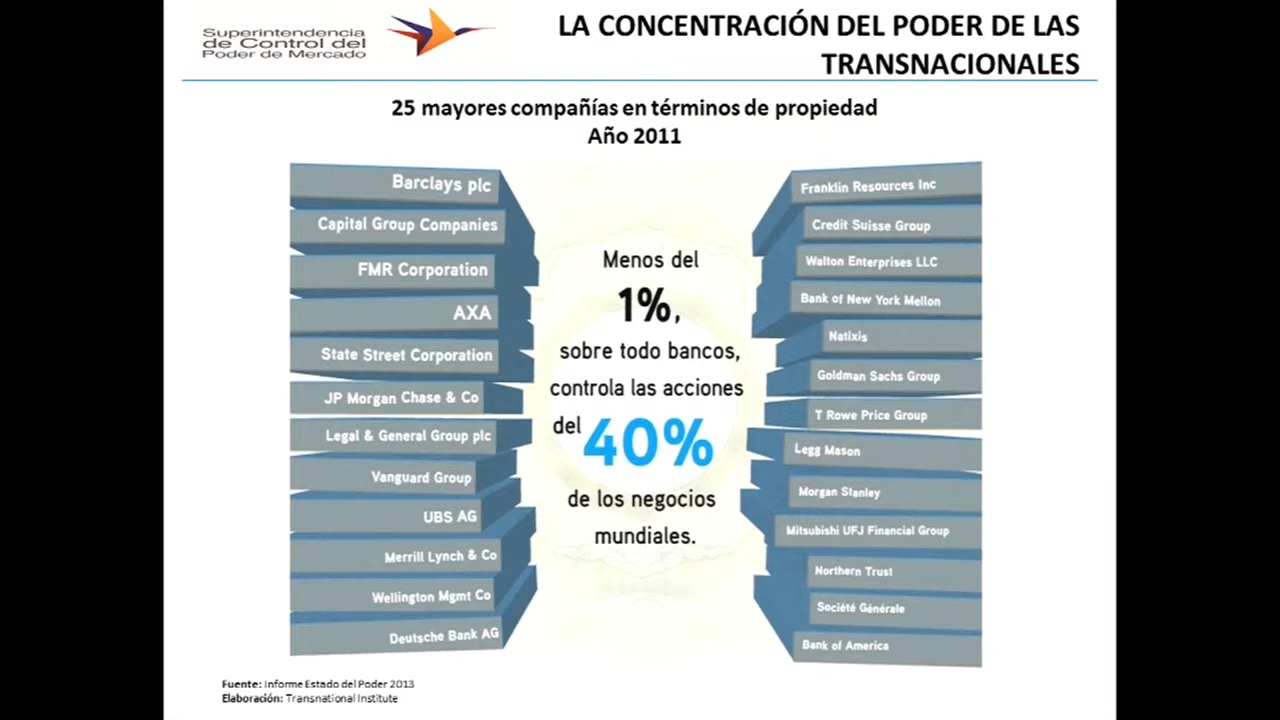 Superintendencia
de Control del
Poder de Mercado
LA CONCENTRACIÓN DEL PODER DE LAS
TRANSNACIONALES
25 mayores compañías en términos de propiedad
Año 2011
Barclays plc
Capital Group Companies
FMR Corporation
AXA
State Street Corporation
JP Morgan Chase & Co
Legal & General Group plc
Vanguard Group
UBS AG
Merrill Lynch & Co
Wellington Mgmt Co
Deutsche Bank AG
Menos del
1%,
sobre todo bancos,
controla las acciones
del 40%
de los negocios
mundiales.
Franklin Resources Inc
Credit Suisse Group
Walton Enterprises LLC
Bank of New York Mellon
Natixis
Goldman Sachs Group
T Rowe Price Group
Legg Mason
Morgan Stanley
Mitsubishi UFJ Financial Group
Northern Trust
Société Générale
Bank of America
Fuente: Informe Estado del Poder 2013
Elaboración: Transnational Institute